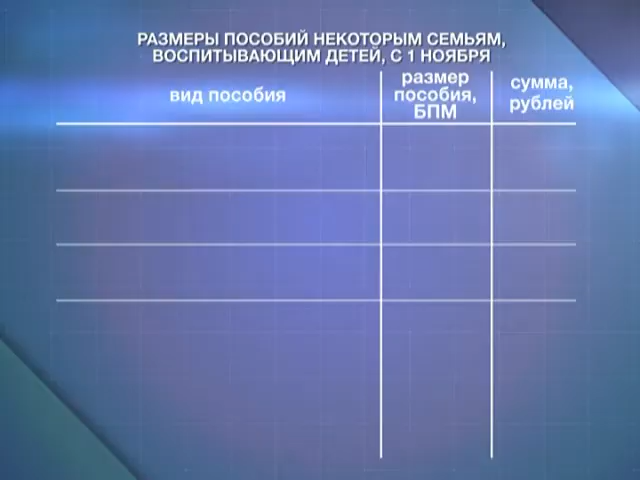 РАЗМЕРЫ ПОСОБИЙ НЕКОТОРЫМ СЕМЬЯМ,
ВОСПИТЫВАЮЩИМ ДЕТЕЙ, С 1 НОЯБРЯ
вид пособия
размер
пособия,
БПМ
сумма,
рублей